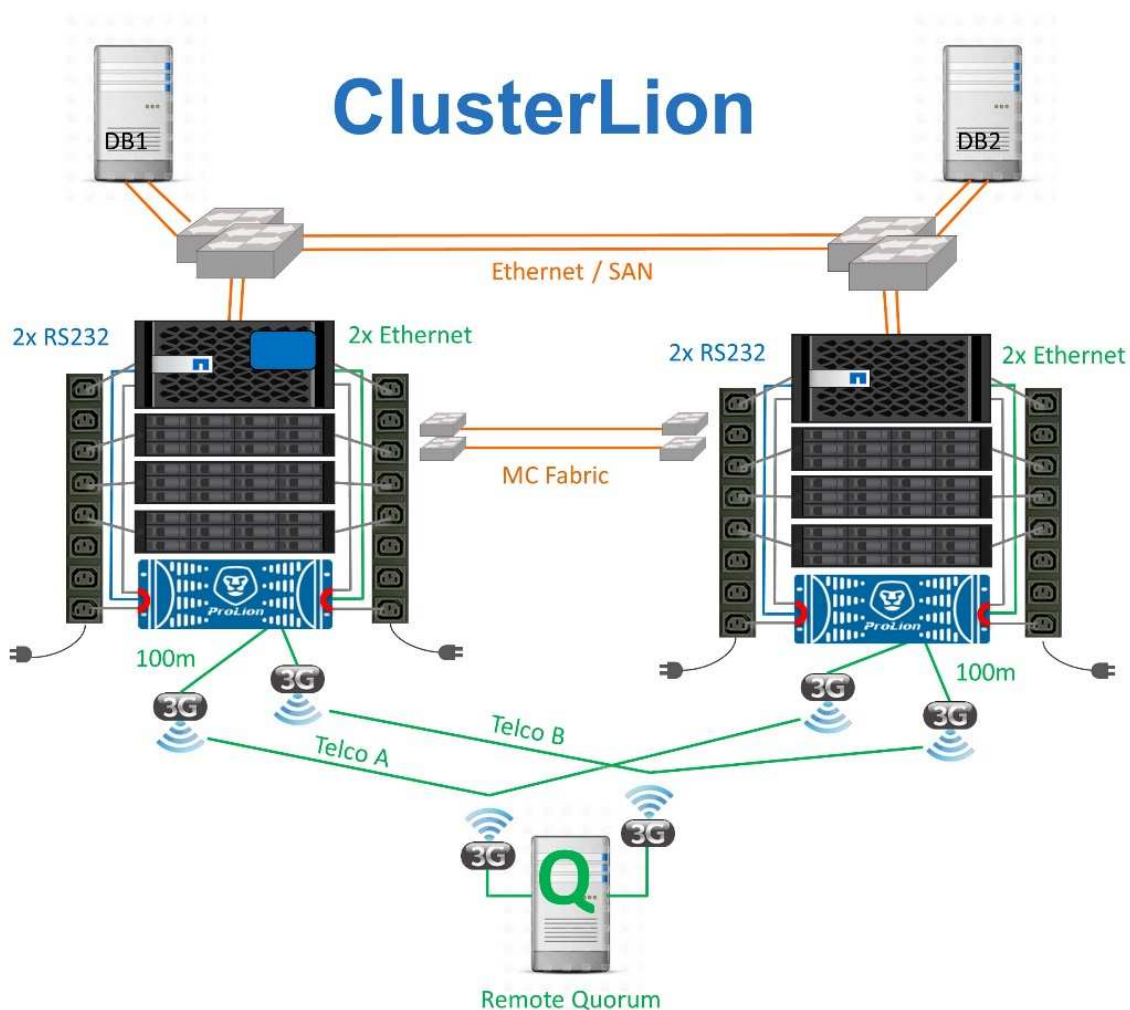 ClusterLion
DB1
DB2
Ethernet / SAN
2x RS232
2x Ethernet
2x RS232
2x Ethernet
MC Fabric
ProLion
ProLion
100m
100m
3G
3G
3G
3G
Telco A
Telco B
3G
3G
Q
Remote Quorum